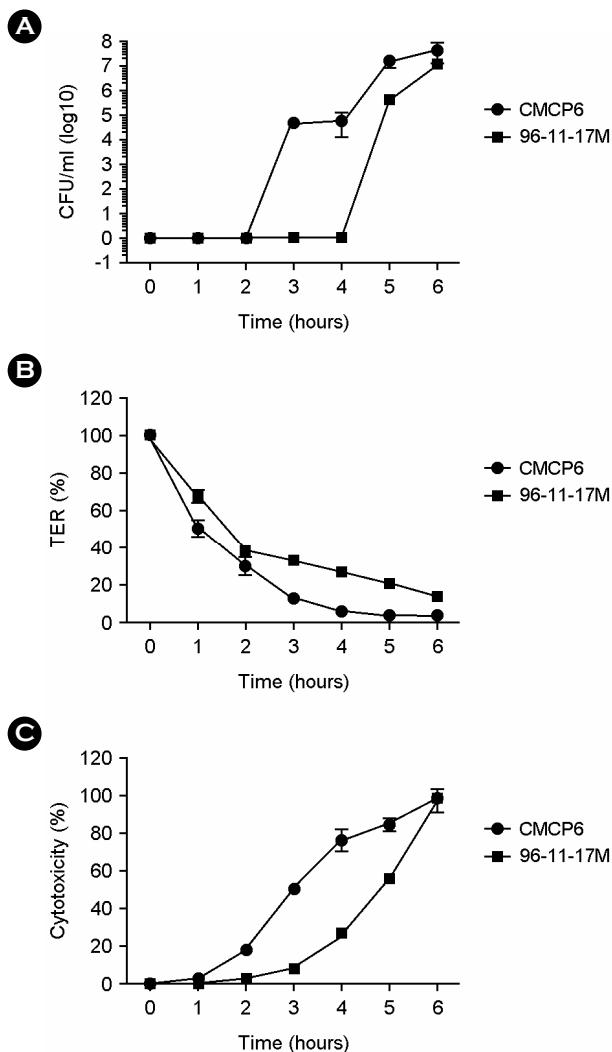 A
CFU/ml (log10)
8
7
6
5
4
3
2
1
0
-1
0 1 2 3 4 5 6
Time (hours)
CMCP6
96-11-17M
B
TER (%)
120
100
80
60
40
20
0
0 1 2 3 4 5 6
Time (hours)
CMCP6
96-11-17M
C
Cytotoxicity (%)
120
100
80
60
40
20
0
0 1 2 3 4 5 6
Time (hours)
CMCP6
96-11-17M